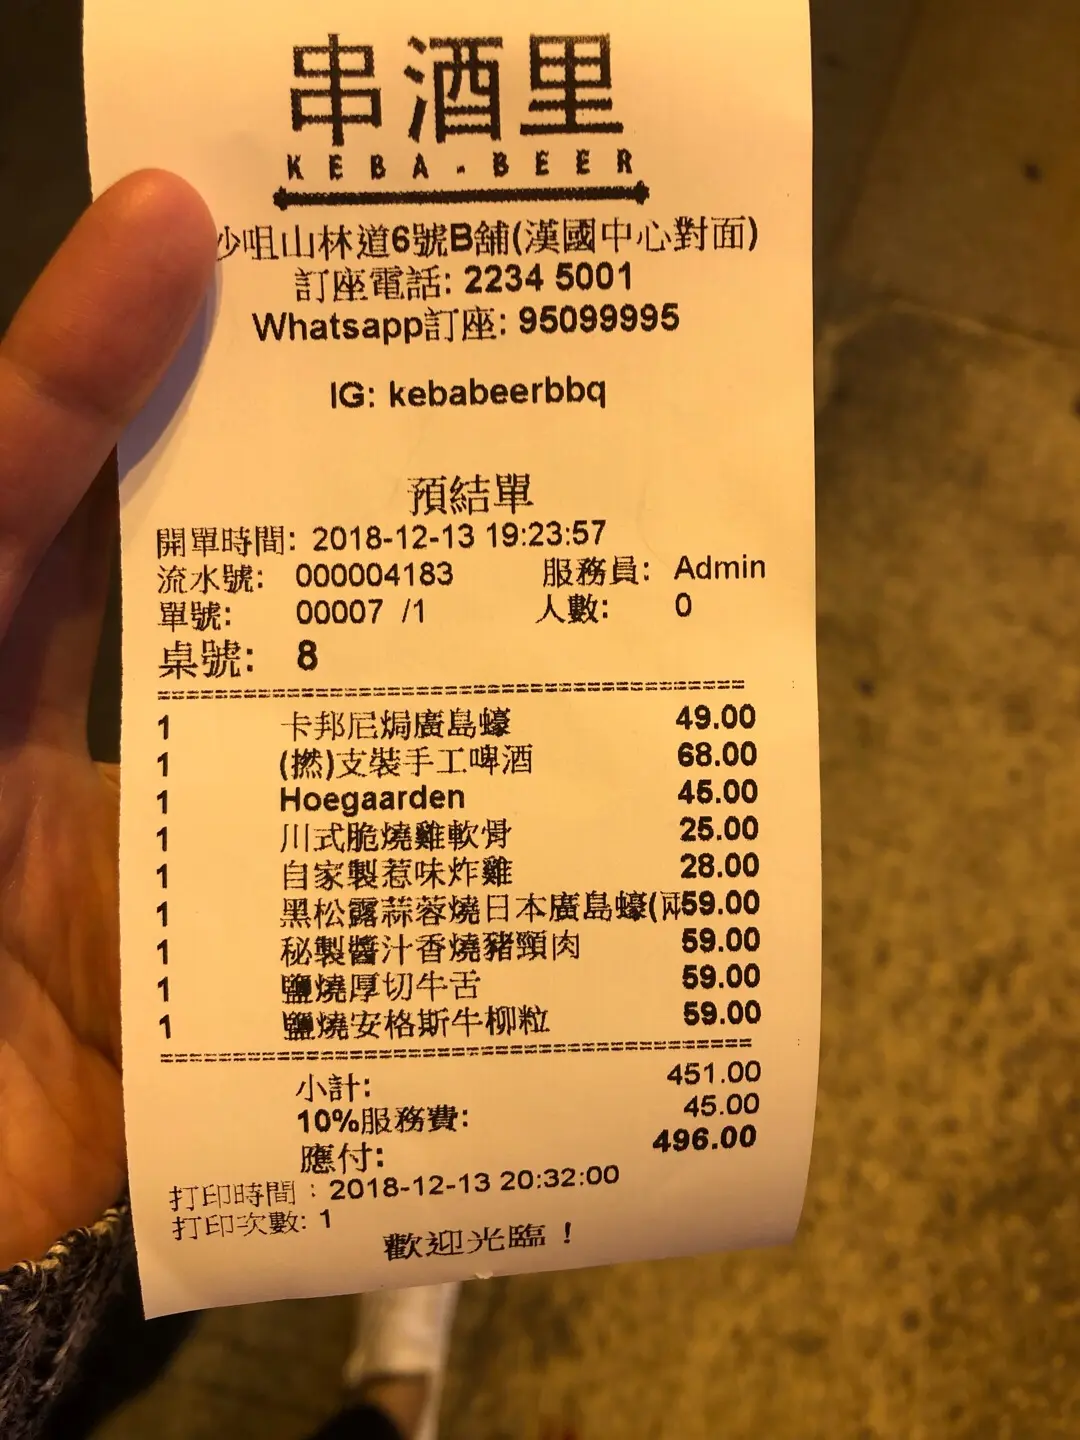 串酒里
KEBA-BEER
沙咀山林道6號B舖(漢國中心對面)
訂座電話: 2234 5001
Whatsapp訂座: 95099995
IG: kebabeerbbq
預結單
開單時間: 2018-12-13 19:23:57
流水號: 000004183 服務員: Admin
單號: 00007 /1 人數: 0
桌號: 8
1 卡邦尼焗廣島蠔 49.00
1 (撚)支裝手工啤酒 68.00
1 Hoegaarden 45.00
1 川式脆燒雞軟骨 25.00
1 自家製惹味炸雞 28.00
1 黑松露蒜蓉燒日本廣島蠔( 59.00
1 秘製醬汁香燒豬頸肉 59.00
1 鹽燒厚切牛舌 59.00
1 鹽燒安格斯牛柳粒 59.00
小計: 451.00
10%服務費: 45.00
應付: 496.00
打印時間：2018-12-13 20:32:00
打印次數: 1
歡迎光臨！